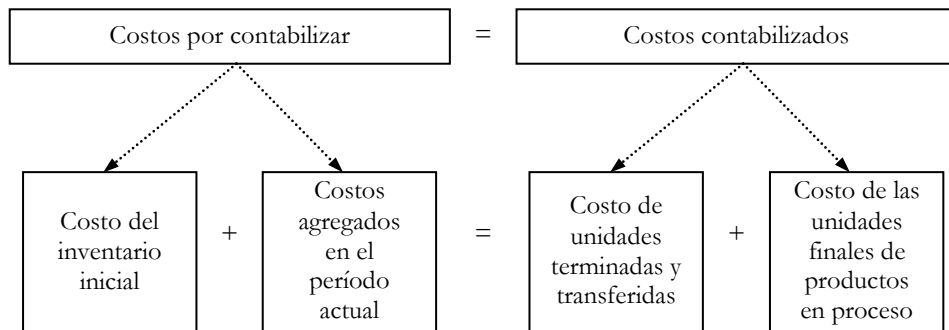 Costos por contabilizar = Costos contabilizados
Costo del
inventario
inicial
+
Costos
agregados
en el
período
actual
=
Costo de
unidades
terminadas y
transferidas
+
Costo de las
unidades
finales de
productos
en proceso